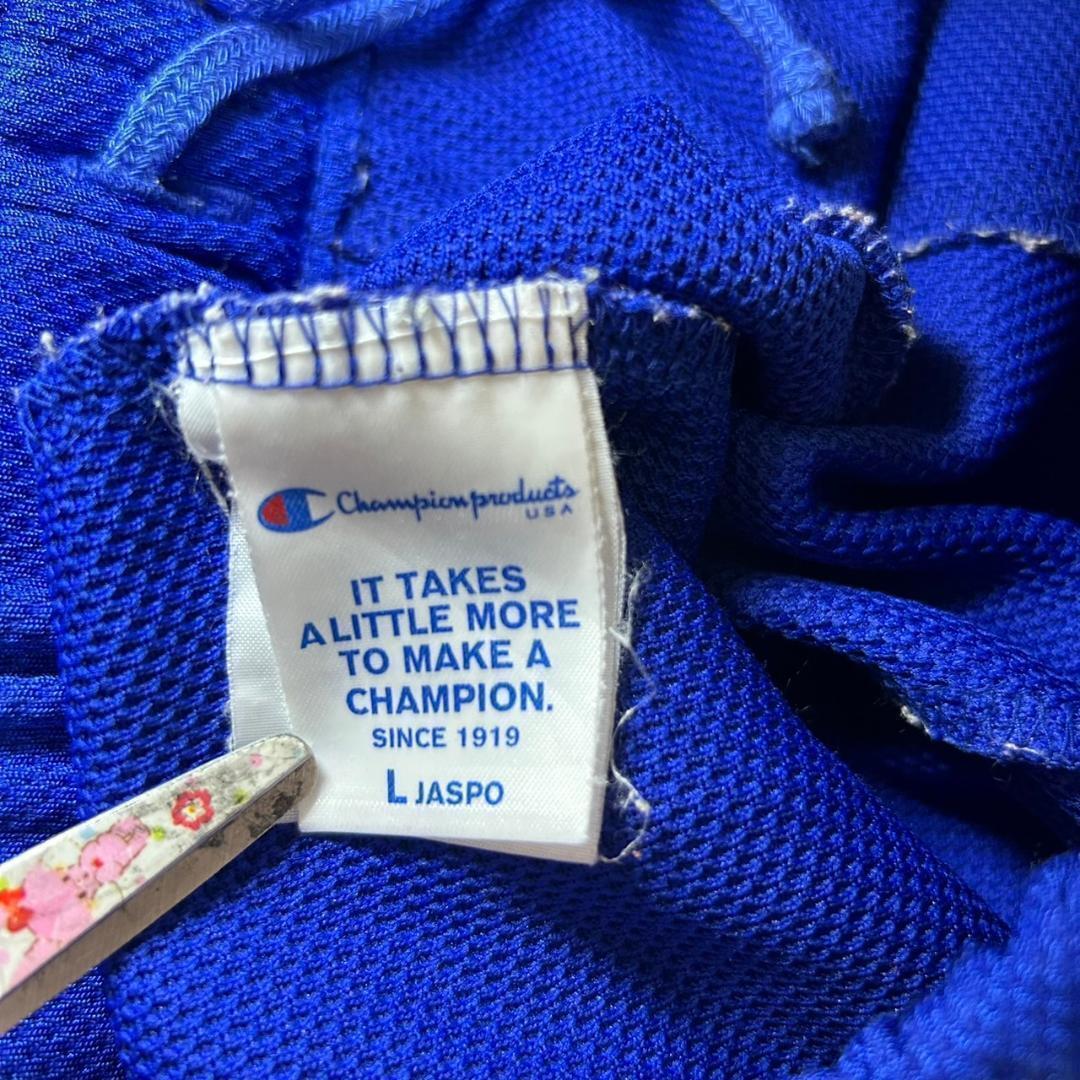 Champion products
USA
IT TAKES
A LITTLE MORE
TO MAKE A
CHAMPION.
SINCE 1919
L JASPO